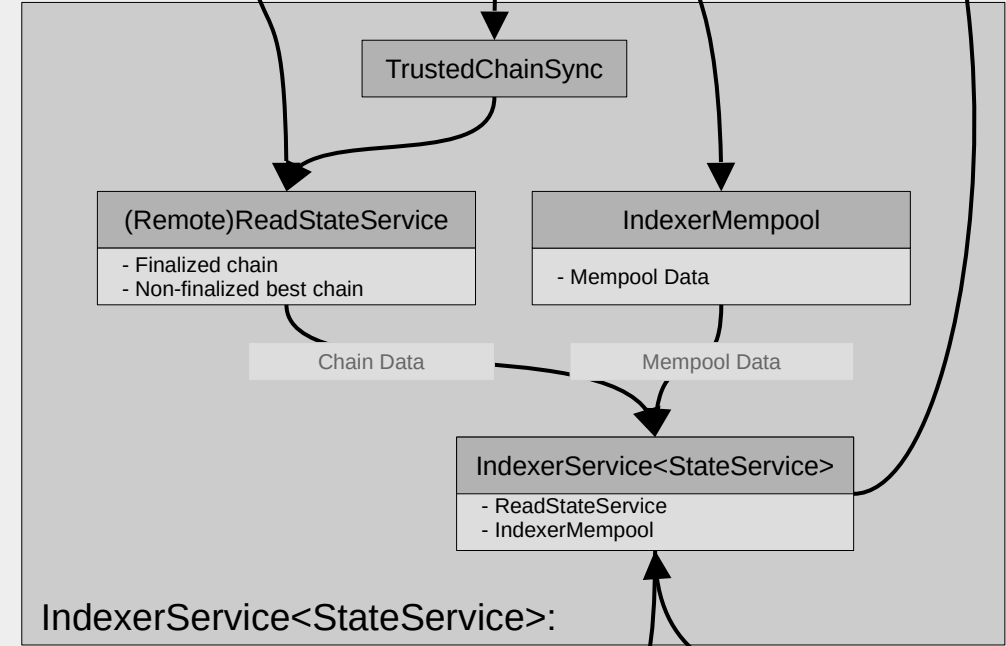 TrustedChainSync
(Remote)ReadStateService
- Finalized chain
- Non-finalized best chain
IndexerMempool
- Mempool Data
Chain Data
Mempool Data
IndexerService<StateService>
- ReadStateService
- IndexerMempool
IndexerService<StateService>: